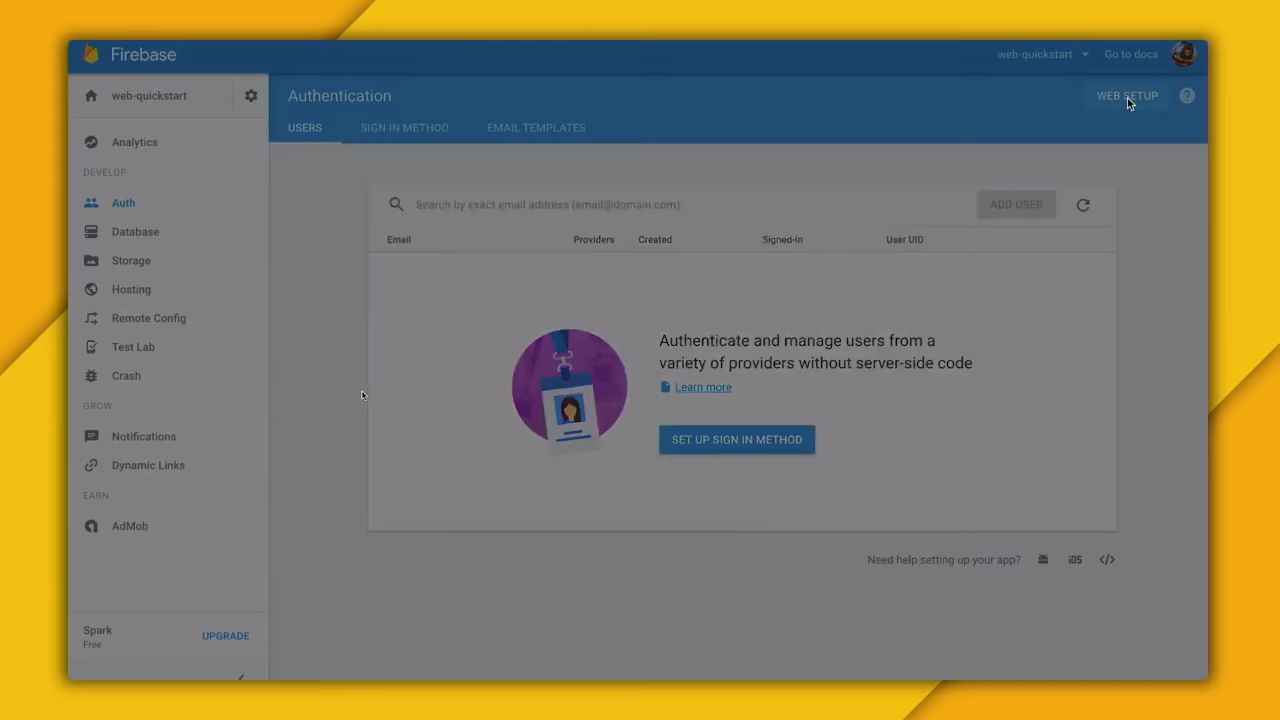 Firebase
web-quickstart
Go to docs
web-quickstart
Authentication
WEB SETUP
?
USERS
SIGN IN METHOD
EMAIL TEMPLATES
Analytics
DEVELOP
Auth
Database
Storage
Hosting
Remote Config
Test Lab
Crash
GROW
Notifications
Dynamic Links
EARN
AdMob
Spark
Free
UPGRADE
Search by exact email address (email@domain.com)
ADD USER
Email
Providers
Created
Signed-in
User UID
Authenticate and manage users from a
variety of providers without server-side code
Learn more
SET UP SIGN IN METHOD
Need help setting up your app?
iOS
</>